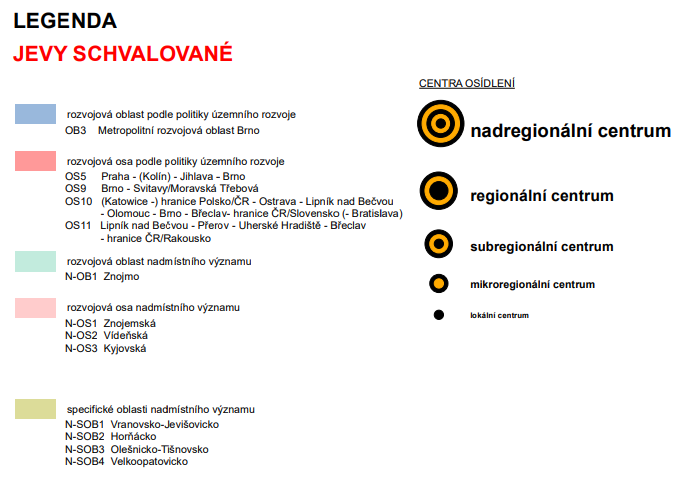 LEGENDA
JEVY SCHVALOVANÉ
rozvojová oblast podle politiky územního rozvoje
OB3 Metropolitní rozvojová oblast Brno
rozvojová osa podle politiky územního rozvoje
OS5 Praha - (Kolín) - Jihlava - Brno
OS9 Brno - Svitavy/Moravská Třebová
OS10 (Katowice -) hranice Polsko/ČR - Ostrava - Lipník nad Bečvou
- Olomouc - Brno - Břeclav- hranice ČR/Slovensko (- Bratislava)
OS11 Lipník nad Bečvou - Přerov - Uherské Hradiště - Břeclav
- hranice ČR/Rakousko
rozvojová oblast nadmístního významu
N-OB1 Znojmo
rozvojová osa nadmístního významu
N-OS1 Znojemská
N-OS2 Vídeňská
N-OS3 Kyjovská
specifické oblasti nadmístního významu
N-SOB1 Vranovsko-Jevišovicko
N-SOB2 Horňácko
N-SOB3 Olešnicko-Tišnovsko
N-SOB4 Velkoopatovicko
CENTRA OSÍDLENÍ
nadregionální centrum
regionální centrum
subregionální centrum
mikroregionální centrum
lokální centrum